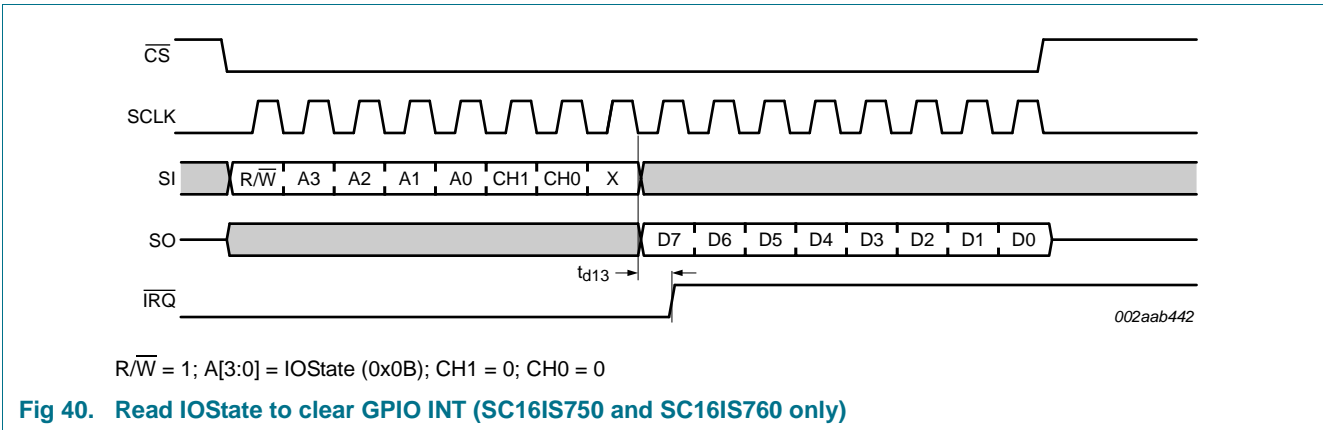 C̅S̅
SCLK
SI R/W̅ A3 A2 A1 A0 CH1 CH0 X
SO D7 D6 D5 D4 D3 D2 D1 D0
td13
I̅R̅Q̅
002aab442
R/W̅ = 1; A[3:0] = IOState (0x0B); CH1 = 0; CH0 = 0
Fig 40. Read IOState to clear GPIO INT (SC16IS750 and SC16IS760 only)